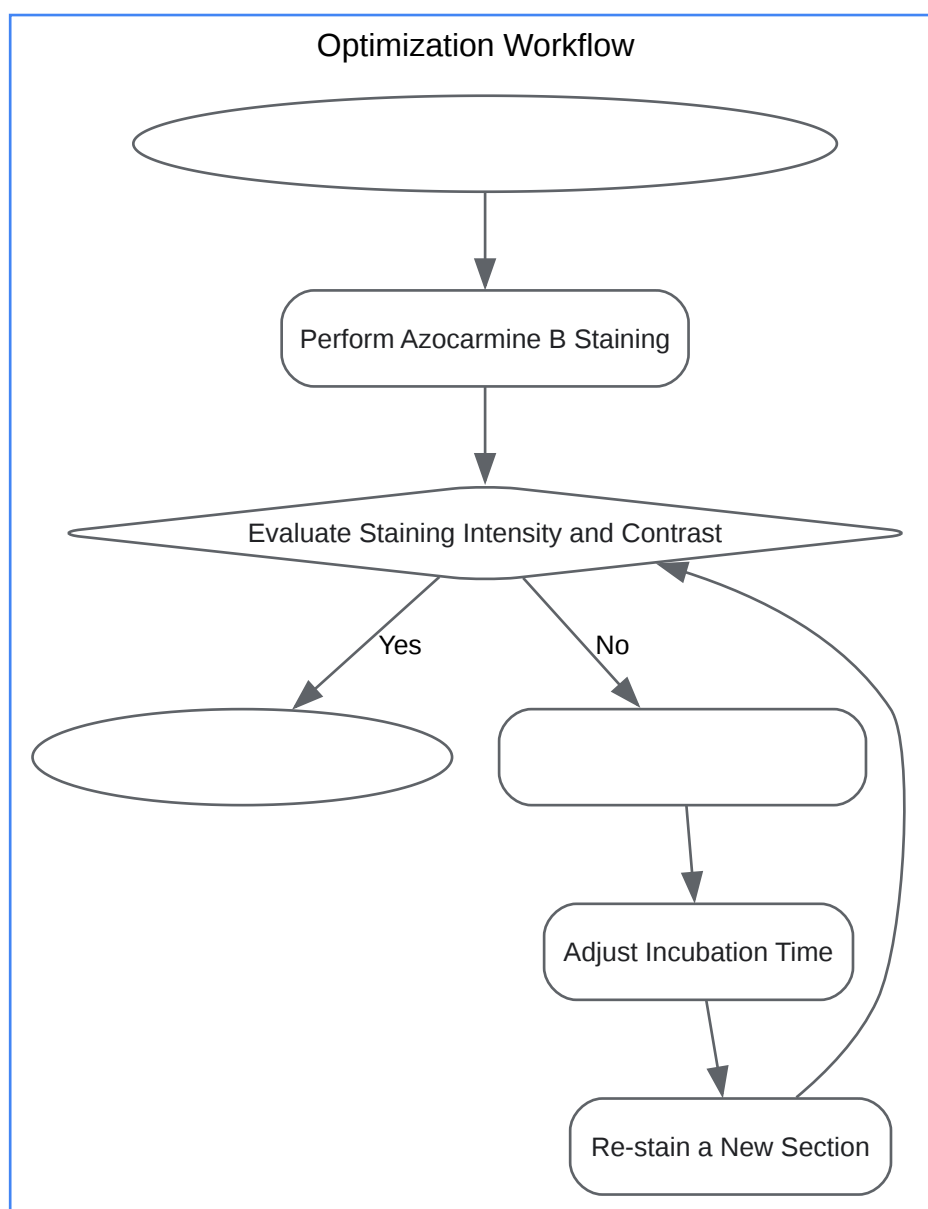 Optimization Workflow
Perform Azocarmine B Staining
Evaluate Staining Intensity and Contrast
Yes
No
Adjust Incubation Time
Re-stain a New Section